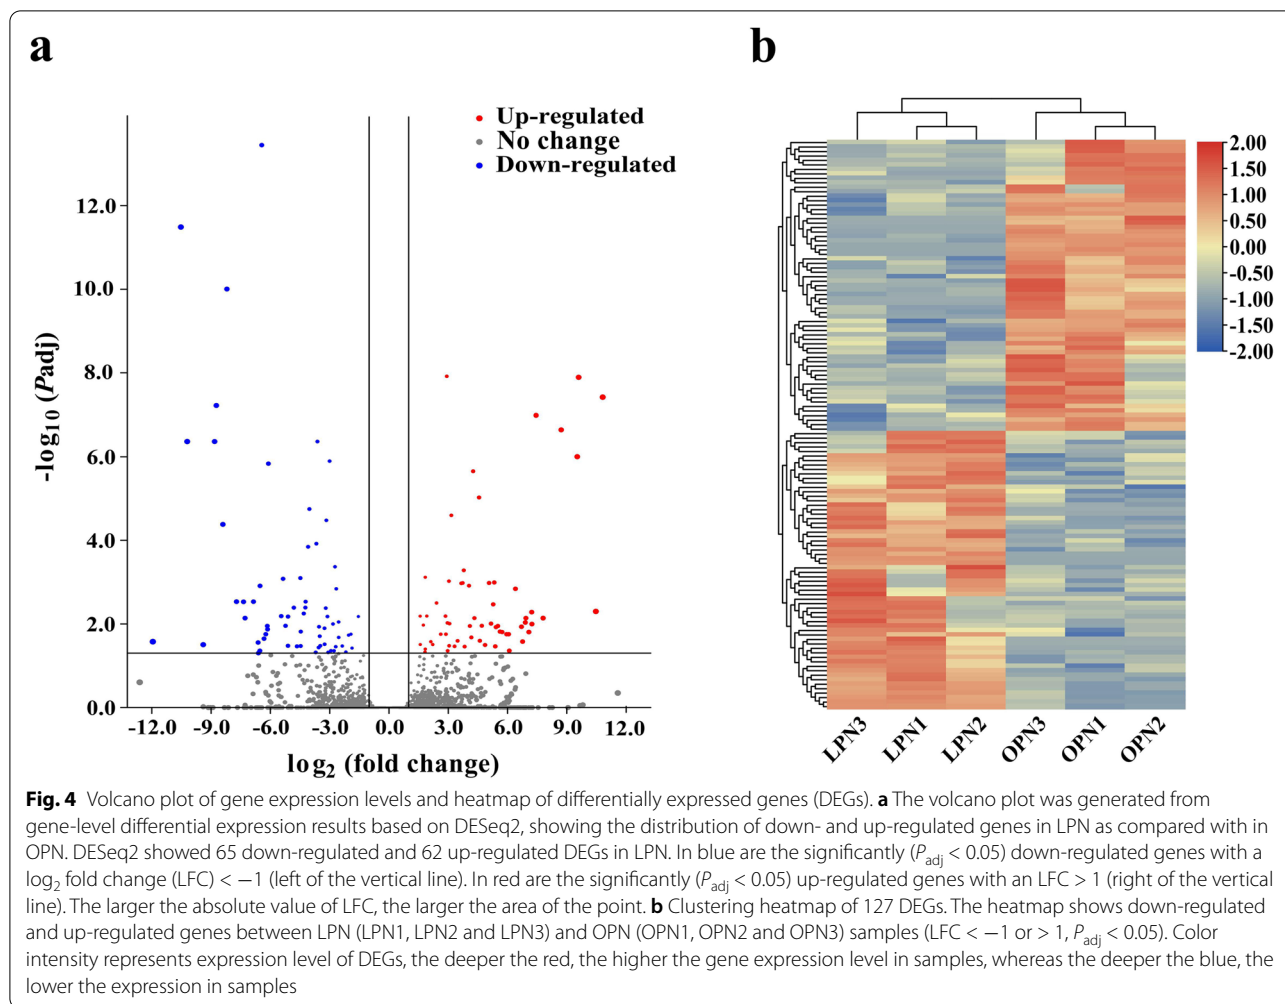 a
b
Up-regulated
No change
Down-regulated
12.0
10.0
8.0
6.0
4.0
2.0
0.0
-log10 (Padj)
-12.0 -9.0 -6.0 -3.0 0.0 3.0 6.0 9.0 12.0
log2 (fold change)
2.00
1.50
1.00
0.50
0.00
-0.50
-1.00
-1.50
-2.00
LPN3 LPN1 LPN2 OPN3 OPN1 OPN2
Fig. 4 Volcano plot of gene expression levels and heatmap of differentially expressed genes (DEGs). a The volcano plot was generated from
gene-level differential expression results based on DESeq2, showing the distribution of down- and up-regulated genes in LPN as compared with in
OPN. DESeq2 showed 65 down-regulated and 62 up-regulated DEGs in LPN. In blue are the significantly (Padj < 0.05) down-regulated genes with a
log2 fold change (LFC) < −1 (left of the vertical line). In red are the significantly (Padj < 0.05) up-regulated genes with an LFC > 1 (right of the vertical
line). The larger the absolute value of LFC, the larger the area of the point. b Clustering heatmap of 127 DEGs. The heatmap shows down-regulated
and up-regulated genes between LPN (LPN1, LPN2 and LPN3) and OPN (OPN1, OPN2 and OPN3) samples (LFC < −1 or > 1, Padj < 0.05). Color
intensity represents expression level of DEGs, the deeper the red, the higher the gene expression level in samples, whereas the deeper the blue, the
lower the expression in samples